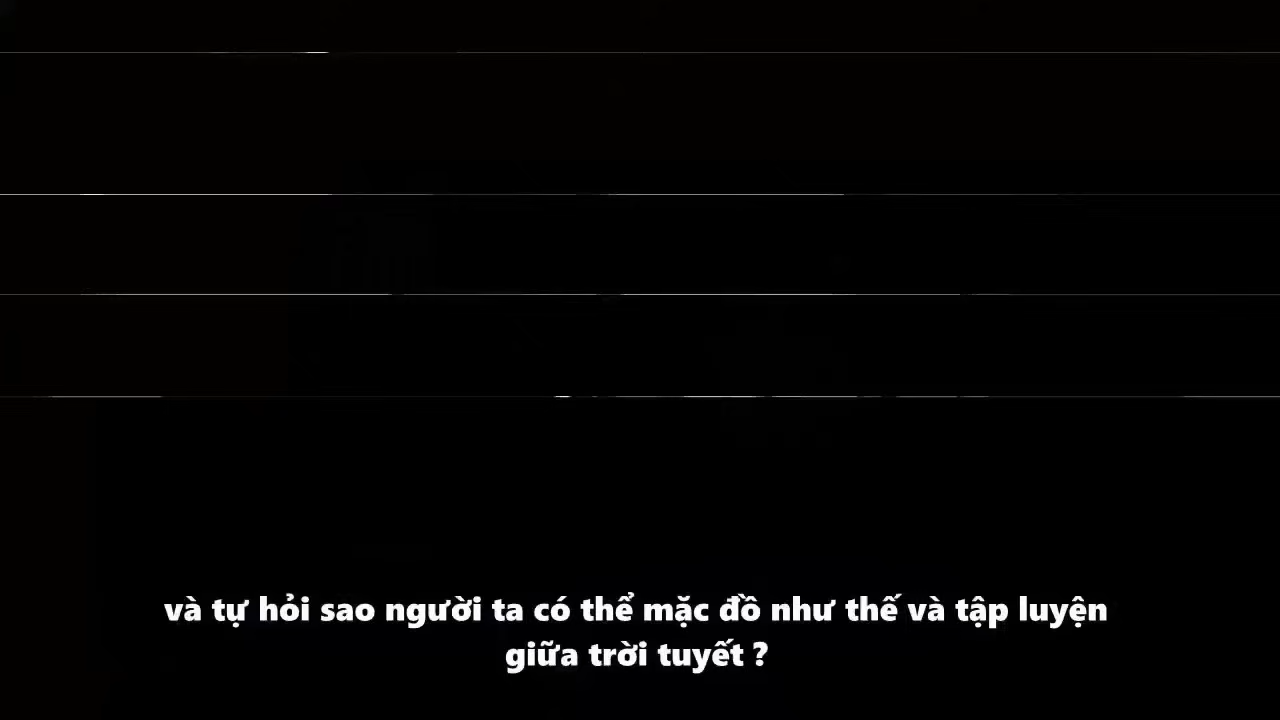 và tự hỏi sao người ta có thể mặc đồ như thế và tập luyện
giữa trời tuyết ?